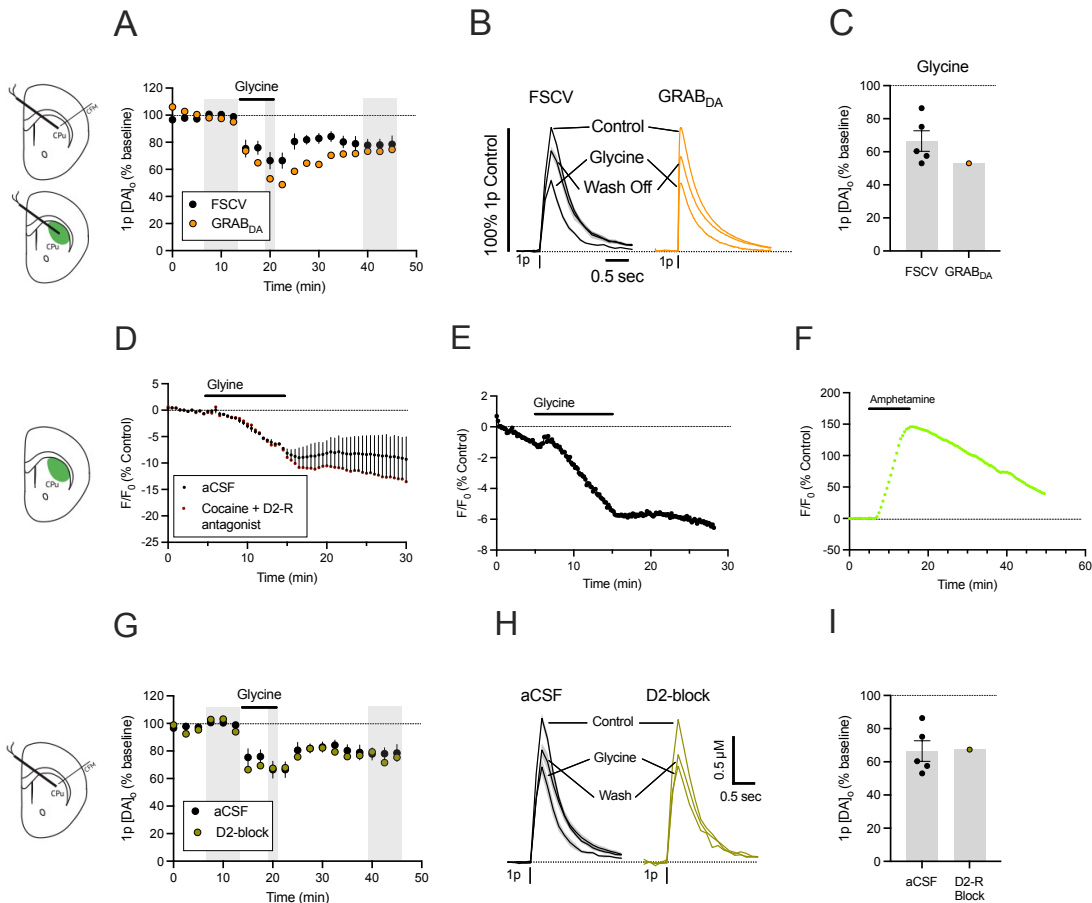 A
B
C
CFM
CPu
CPu
Glycine
120
100
80
60
40
20
0
1p [DA]o (% baseline)
FSCV
GRABDA
0
10
20
30
40
50
Time (min)
FSCV
GRABDA
100% 1p Control
Control
Glycine
Wash Off
1p
0.5 sec
1p
Glycine
100
80
60
40
20
0
1p [DA]o (% baseline)
FSCV
GRABDA
D
E
F
CPu
Glyine
5
0
-5
-10
-15
-20
-25
F/F0 (% Control)
aCSF
Cocaine + D2-R
antagonist
0
10
20
30
Time (min)
Glycine
2
0
-2
-4
-6
-8
F/F0 (% Control)
0
10
20
30
Time (min)
Amphetamine
200
150
100
50
0
-50
F/F0 (% Control)
0
20
40
60
Time (min)
G
H
I
CFM
CPu
Glycine
120
100
80
60
40
20
0
1p [DA]o (% baseline)
aCSF
D2-block
0
10
20
30
40
50
Time (min)
aCSF
D2-block
Control
Glycine
Wash
0.5 µM
0.5 sec
1p
1p
100
80
60
40
20
0
1p [DA]o (% baseline)
aCSF
D2-R
Block